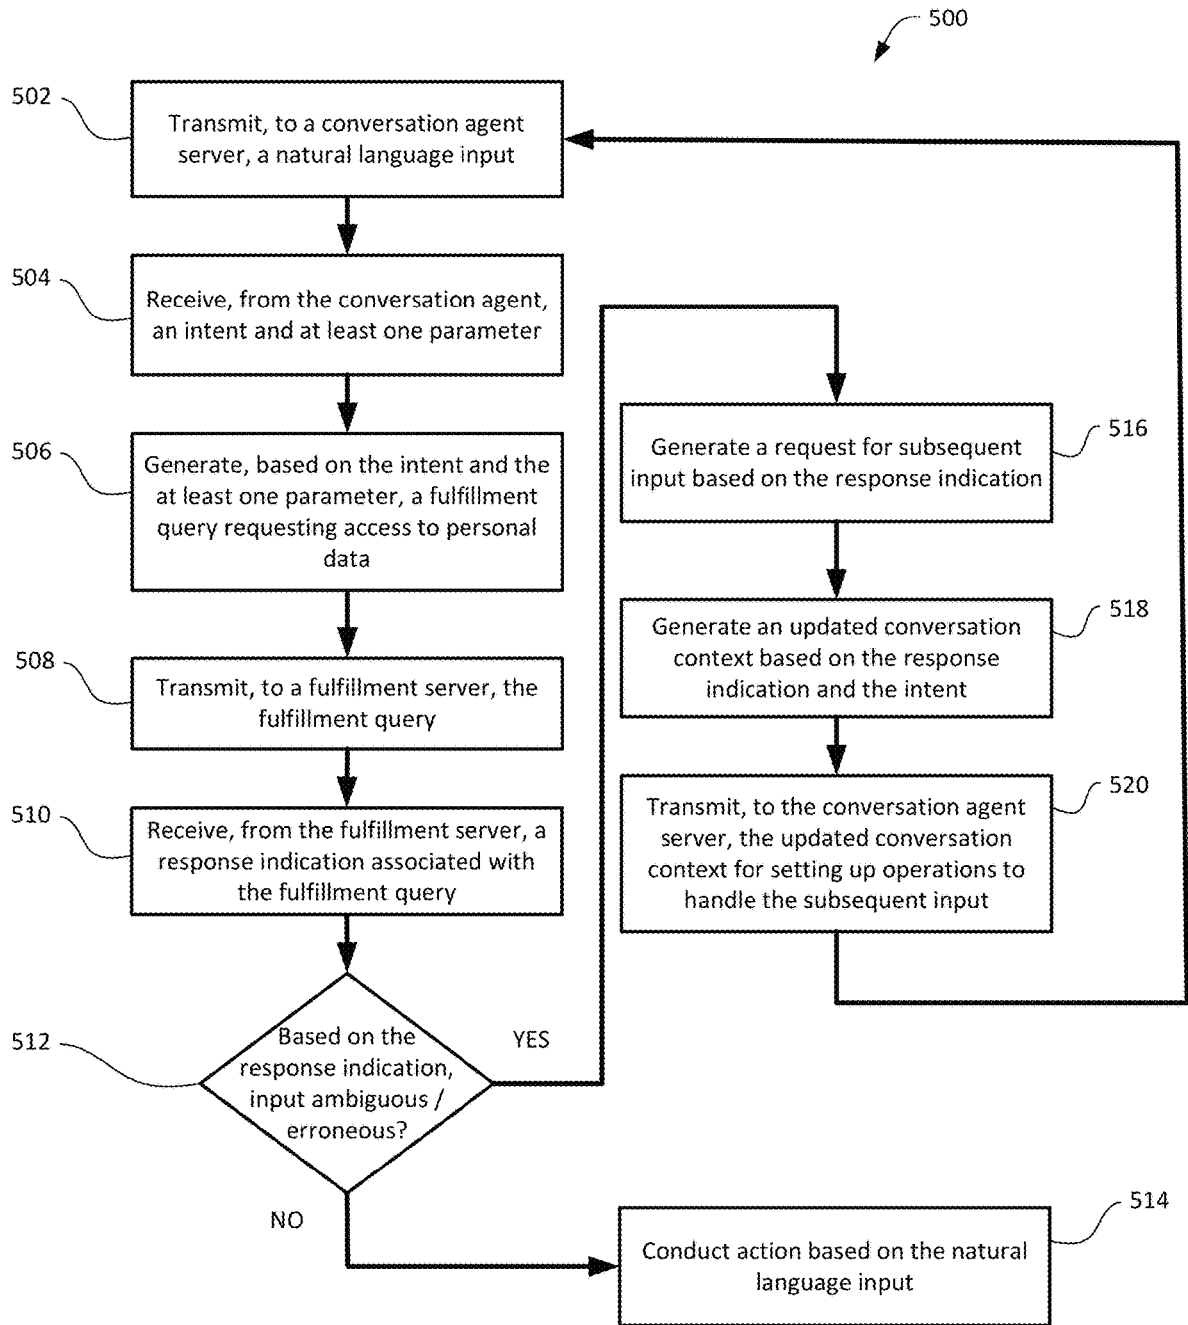 500
502
Transmit, to a conversation agent
server, a natural language input
504
Receive, from the conversation agent,
an intent and at least one parameter
506
Generate, based on the intent and the
at least one parameter, a fulfillment
query requesting access to personal
data
508
Transmit, to a fulfillment server, the
fulfillment query
510
Receive, from the fulfillment server, a
response indication associated with
the fulfillment query
512
Based on the
response indication,
input ambiguous /
erroneous?
YES
NO
516
Generate a request for subsequent
input based on the response indication
518
Generate an updated conversation
context based on the response
indication and the intent
520
Transmit, to the conversation agent
server, the updated conversation
context for setting up operations to
handle the subsequent input
514
Conduct action based on the natural
language input